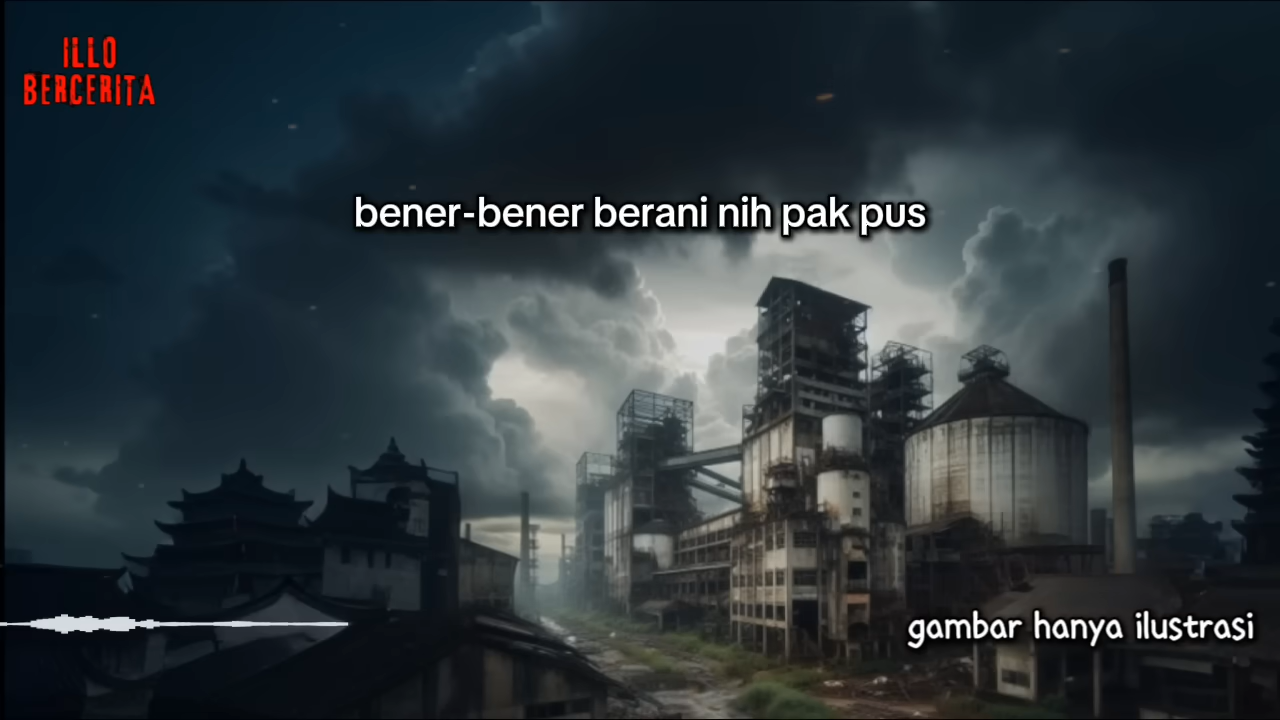 ILLO
BERCERITA
bener-bener berani nih pak pus
gambar hanya ilustrasi